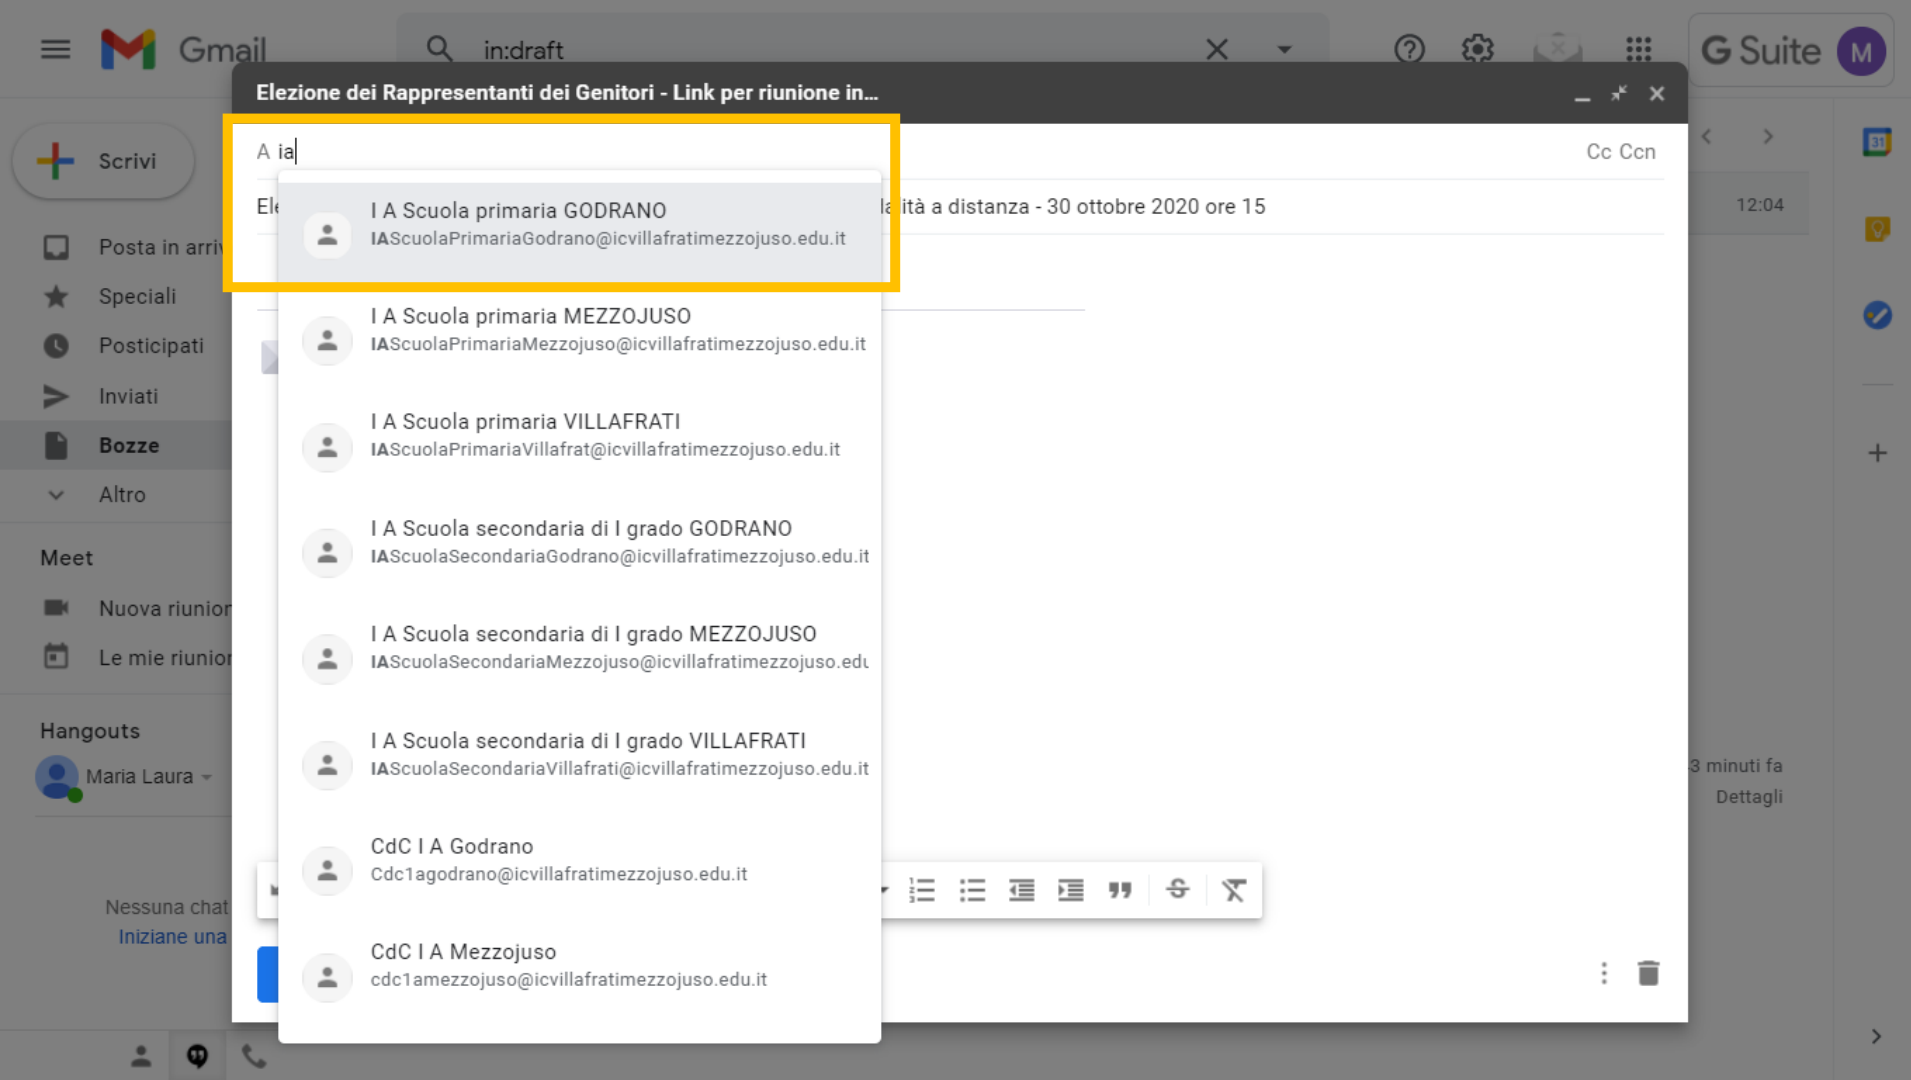 Gmail
in:draft
G Suite
M
Elezione dei Rappresentanti dei Genitori - Link per riunione in...
Scrivi
A ia
Cc Ccn
31
12:04
lità a distanza - 30 ottobre 2020 ore 15
I A Scuola primaria GODRANO
IAScuolaPrimariaGodrano@icvillafratimezzojuso.edu.it
I A Scuola primaria MEZZOJUSO
IAScuolaPrimariaMezzojuso@icvillafratimezzojuso.edu.it
I A Scuola primaria VILLAFRATI
IAScuolaPrimariaVillafrat@icvillafratimezzojuso.edu.it
I A Scuola secondaria di I grado GODRANO
IAScuolaSecondariaGodrano@icvillafratimezzojuso.edu.it
I A Scuola secondaria di I grado MEZZOJUSO
IAScuolaSecondariaMezzojuso@icvillafratimezzojuso.edu
I A Scuola secondaria di I grado VILLAFRATI
IAScuolaSecondariaVillafrati@icvillafratimezzojuso.edu.it
CdC I A Godrano
Cdc1agodrano@icvillafratimezzojuso.edu.it
CdC I A Mezzojuso
cdc1amezzojuso@icvillafratimezzojuso.edu.it
Posta in arriv
Speciali
Posticipati
Inviati
Bozze
Altro
Meet
Nuova riunion
Le mie riunior
Hangouts
Maria Laura
Nessuna chat
Iniziane una
3 minuti fa
Dettagli